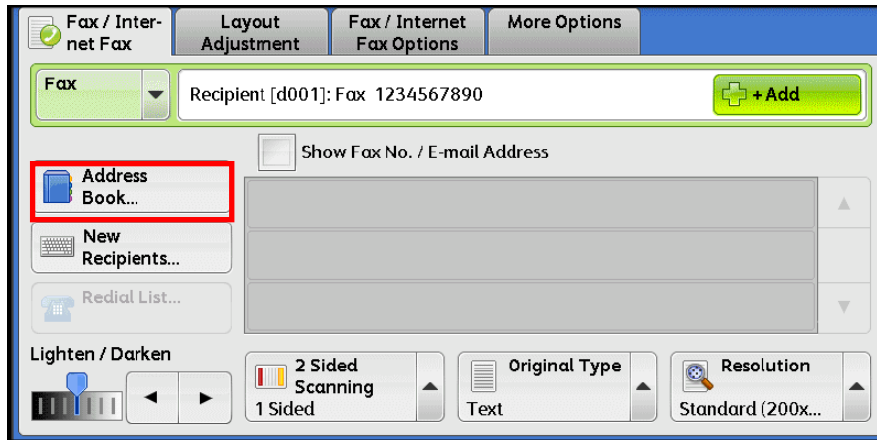 Fax / Inter-
net Fax
Layout
Adjustment
Fax / Internet
Fax Options
More Options
Fax
Recipient [d001]: Fax 1234567890
+ Add
Show Fax No. / E-mail Address
Address
Book...
New
Recipients...
Redial List...
Lighten / Darken
2 Sided
Scanning
1 Sided
Original Type
Text
Resolution
Standard (200x...